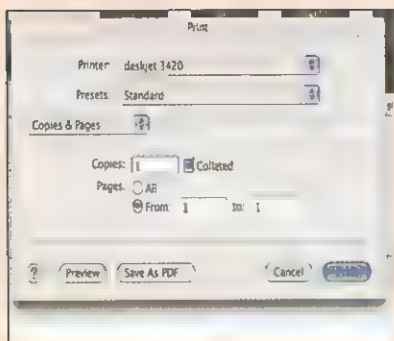 Print
Printer: deskjet 3420
Presets: Standard
Copies & Pages
Copies: 1 Collated
Pages: All
From: 1 to: 1
? Preview Save As PDF Cancel